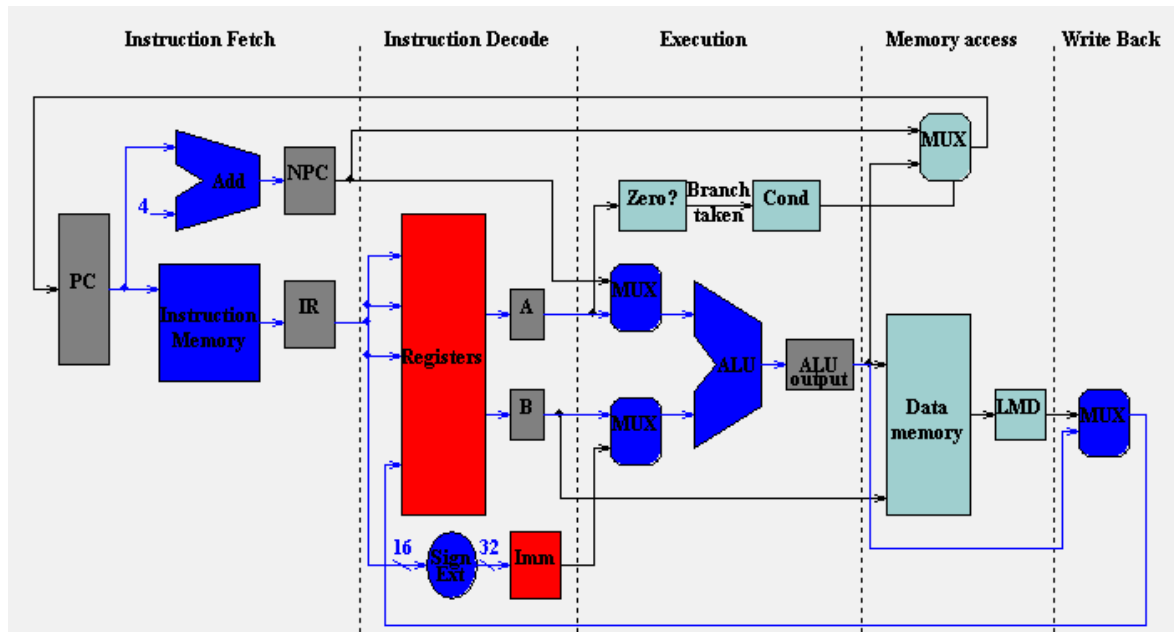 Instruction Fetch
Instruction Decode
Execution
Memory access
Write Back
MUX
Add
NPC
4
Zero?
Branch
taken
Cond
PC
Instruction
Memory
IR
Registers
A
MUX
ALU
ALU
output
B
MUX
Data
memory
LMD
MUX
16
Sign
Ext
32
Imm